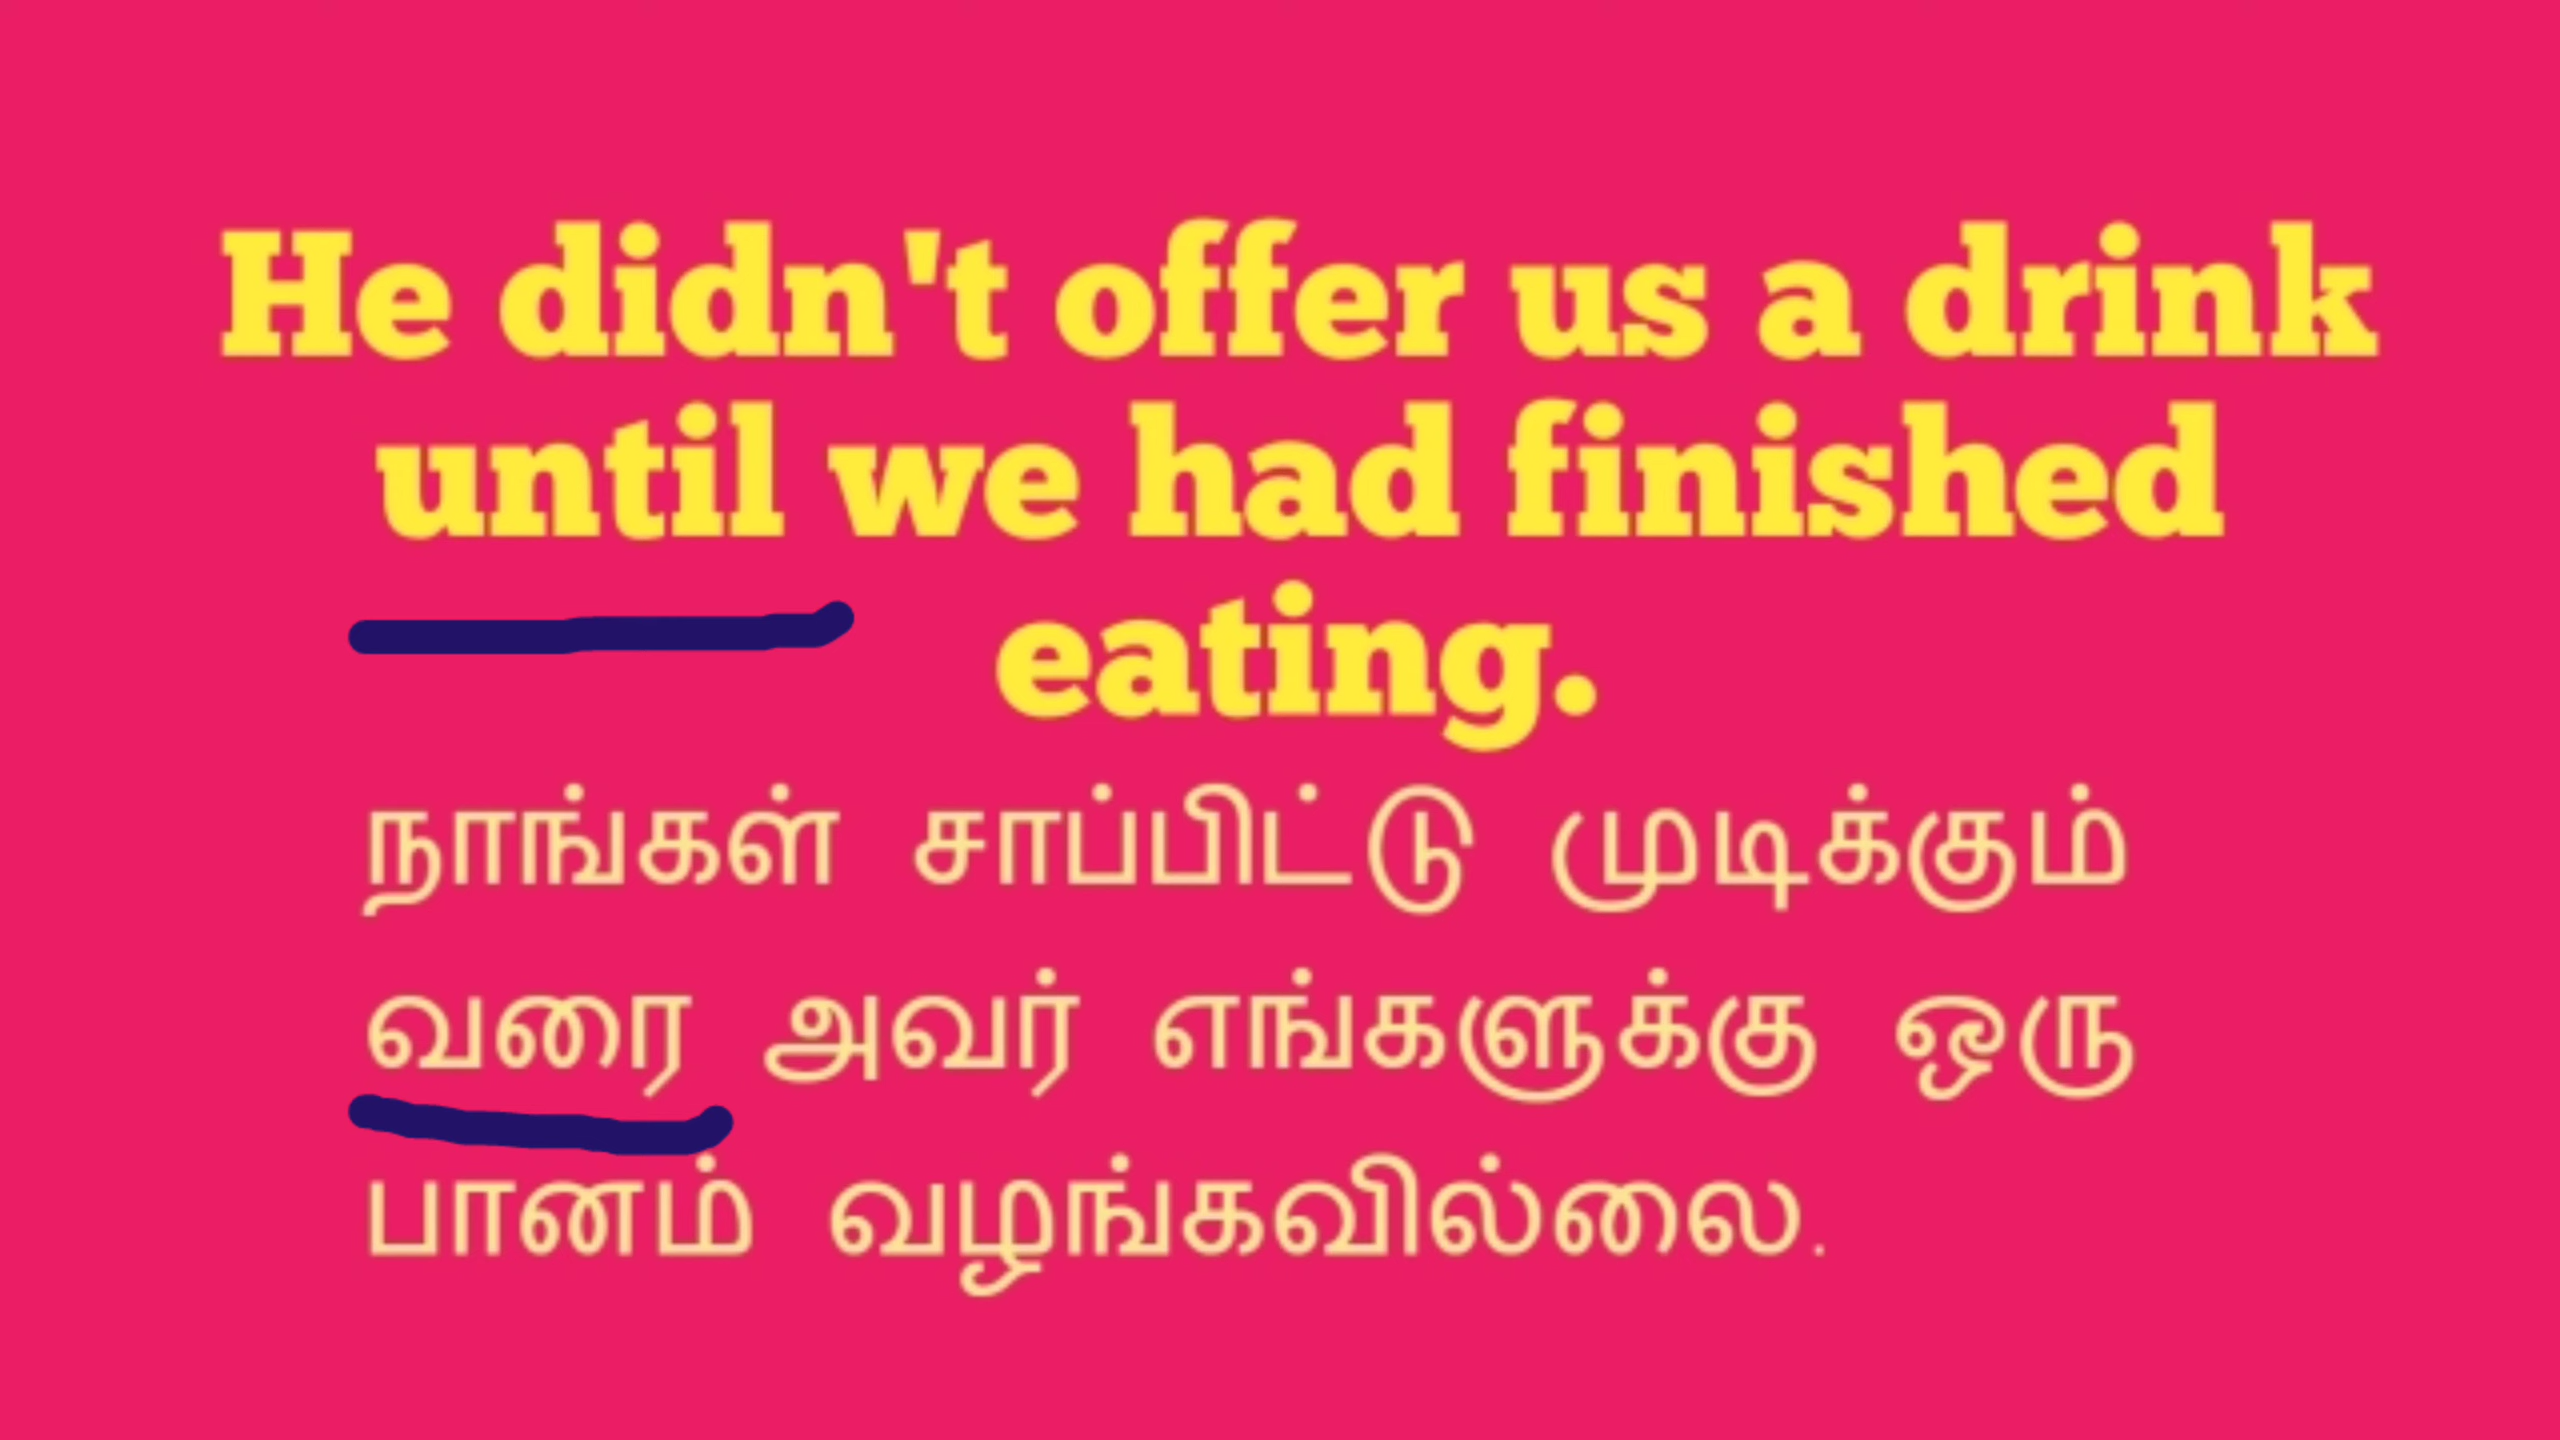 He didn't offer us a drink
until we had finished
eating.
நாங்கள் சாப்பிட்டு முடிக்கும்
வரை அவர் எங்களுக்கு ஒரு
பானம் வழங்கவில்லை.